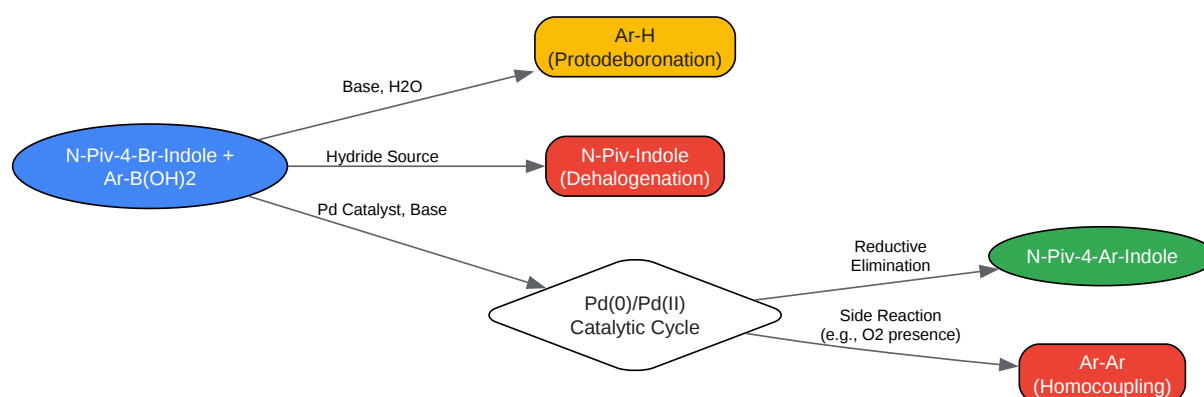 Ar-H
(Protodeboronation)
Base, H2O
N-Piv-4-Br-Indole +
Ar-B(OH)2
Hydride Source
N-Piv-Indole
(Dehalogenation)
Pd Catalyst, Base
Reductive
Elimination
N-Piv-4-Ar-Indole
Pd(0)/Pd(II)
Catalytic Cycle
Side Reaction
(e.g., O2 presence)
Ar-Ar
(Homocoupling)